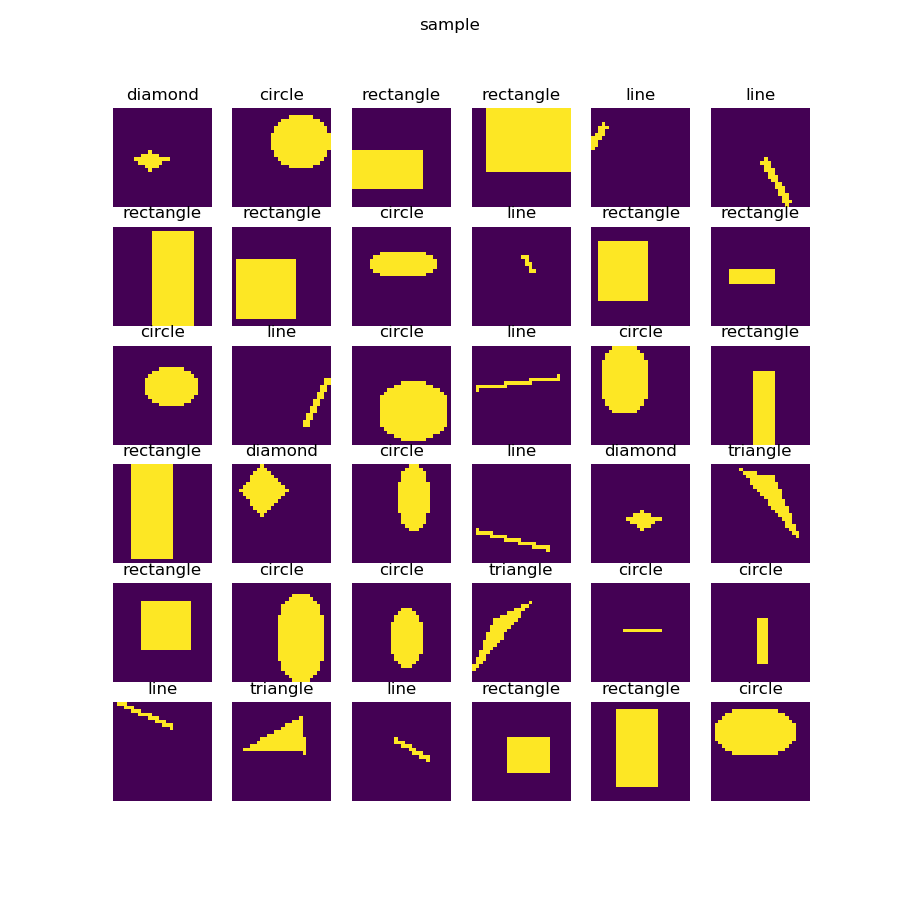 sample
diamond circle rectangle rectangle line line
rectangle rectangle circle line rectangle rectangle
circle line circle line circle rectangle
rectangle diamond circle line diamond triangle
rectangle circle circle triangle circle circle
line triangle line rectangle rectangle circle